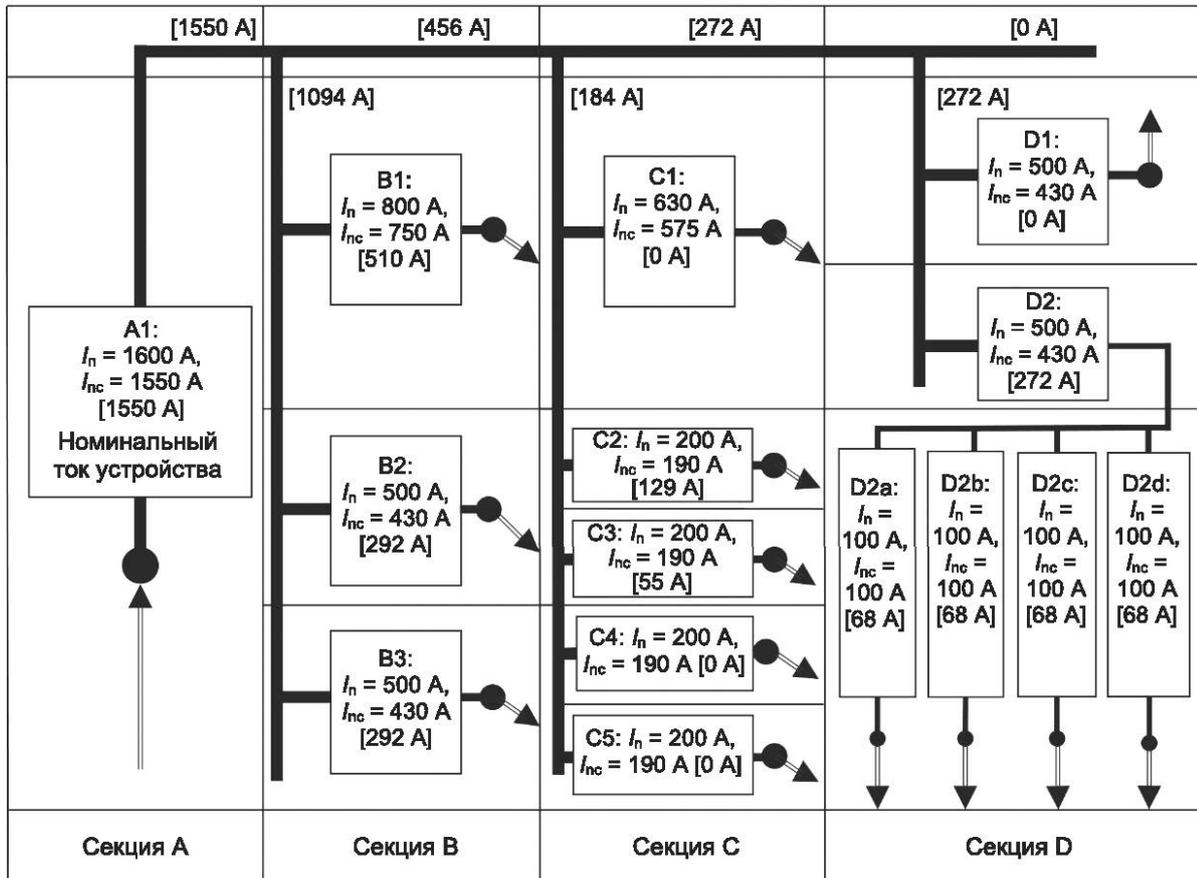 [1550 A]
[456 A]
[272 A]
[0 A]
[1094 A]
[184 A]
[272 A]
A1:
In = 1600 A,
Inc = 1550 A
[1550 A]
Номинальный
ток устройства
B1:
In = 800 A,
Inc = 750 A
[510 A]
B2:
In = 500 A,
Inc = 430 A
[292 A]
B3:
In = 500 A,
Inc = 430 A
[292 A]
C1:
In = 630 A,
Inc = 575 A
[0 A]
C2: In = 200 A,
Inc = 190 A
[129 A]
C3: In = 200 A,
Inc = 190 A
[55 A]
C4: In = 200 A,
Inc = 190 A [0 A]
C5: In = 200 A,
Inc = 190 A [0 A]
D1:
In = 500 A,
Inc = 430 A
[0 A]
D2:
In = 500 A,
Inc = 430 A
[272 A]
D2a:
In =
100 A,
Inc =
100 A
[68 A]
D2b:
In =
100 A,
Inc =
100 A
[68 A]
D2c:
In =
100 A,
Inc =
100 A
[68 A]
D2d:
In =
100 A,
Inc =
100 A
[68 A]
Секция A
Секция B
Секция C
Секция D